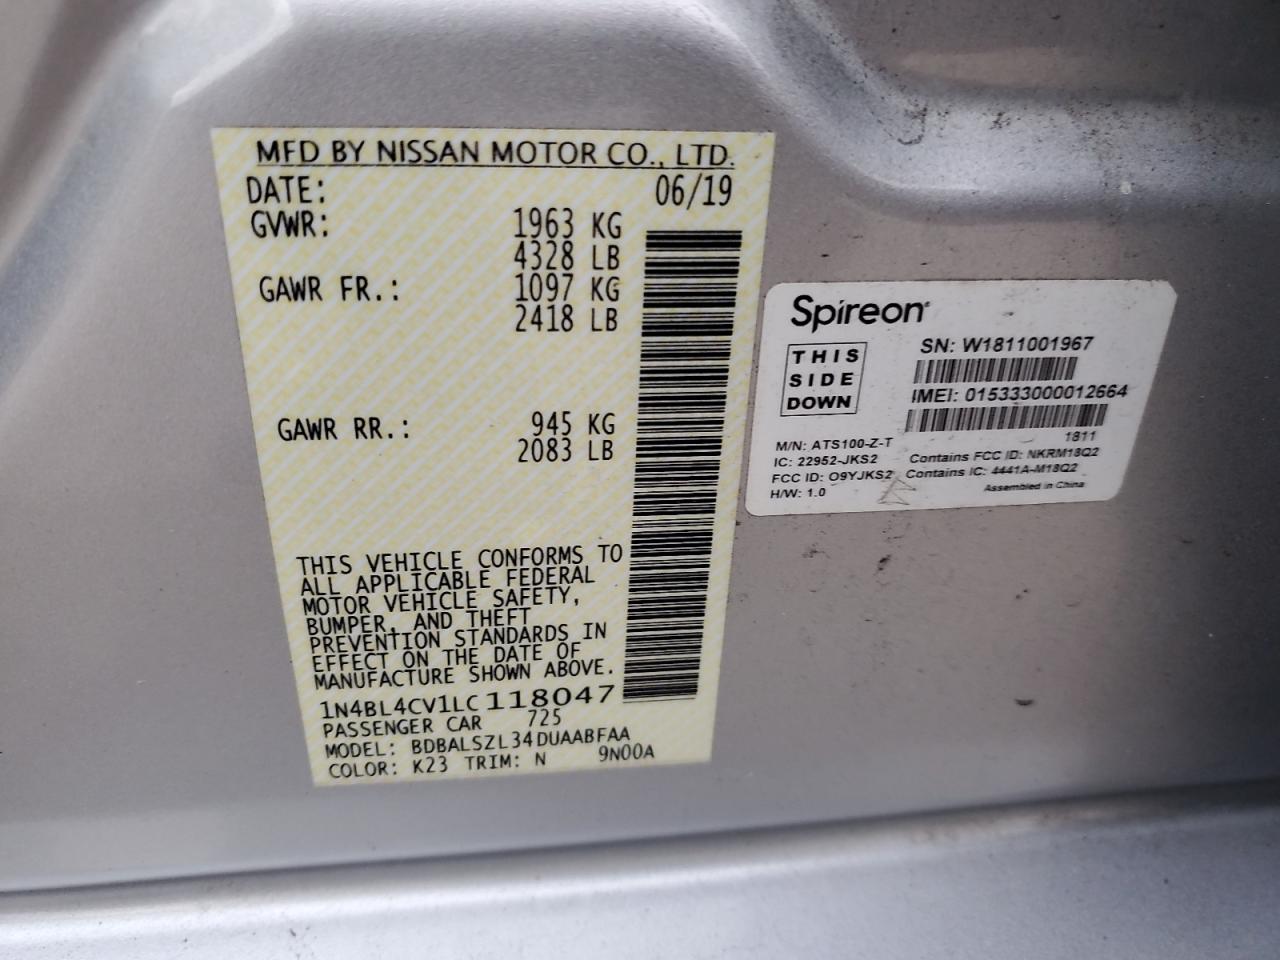 MFD BY NISSAN MOTOR CO., LTD.
DATE: 06/19
GVWR: 1963 KG
4328 LB
GAWR FR.: 1097 KG
2418 LB
GAWR RR.: 945 KG
2083 LB
THIS VEHICLE CONFORMS TO
ALL APPLICABLE FEDERAL
MOTOR VEHICLE SAFETY,
BUMPER, AND THEFT
PREVENTION STANDARDS IN
EFFECT ON THE DATE OF
MANUFACTURE SHOWN ABOVE.
1N4BL4CV1LC118047
PASSENGER CAR 725
MODEL: BDBALSZL34DUAABFAA
COLOR: K23 TRIM: N 9N00A
Spireon
THIS
SIDE
DOWN
SN: W1811001967
IMEI: 015333000012664
1811
M/N: ATS100-Z-T
IC: 22952-JKS2
FCC ID: O9YJKS2
H/W: 1.0
Contains FCC ID: NKRM18Q2
Contains IC: 4441A-M18Q2
Assembled in China